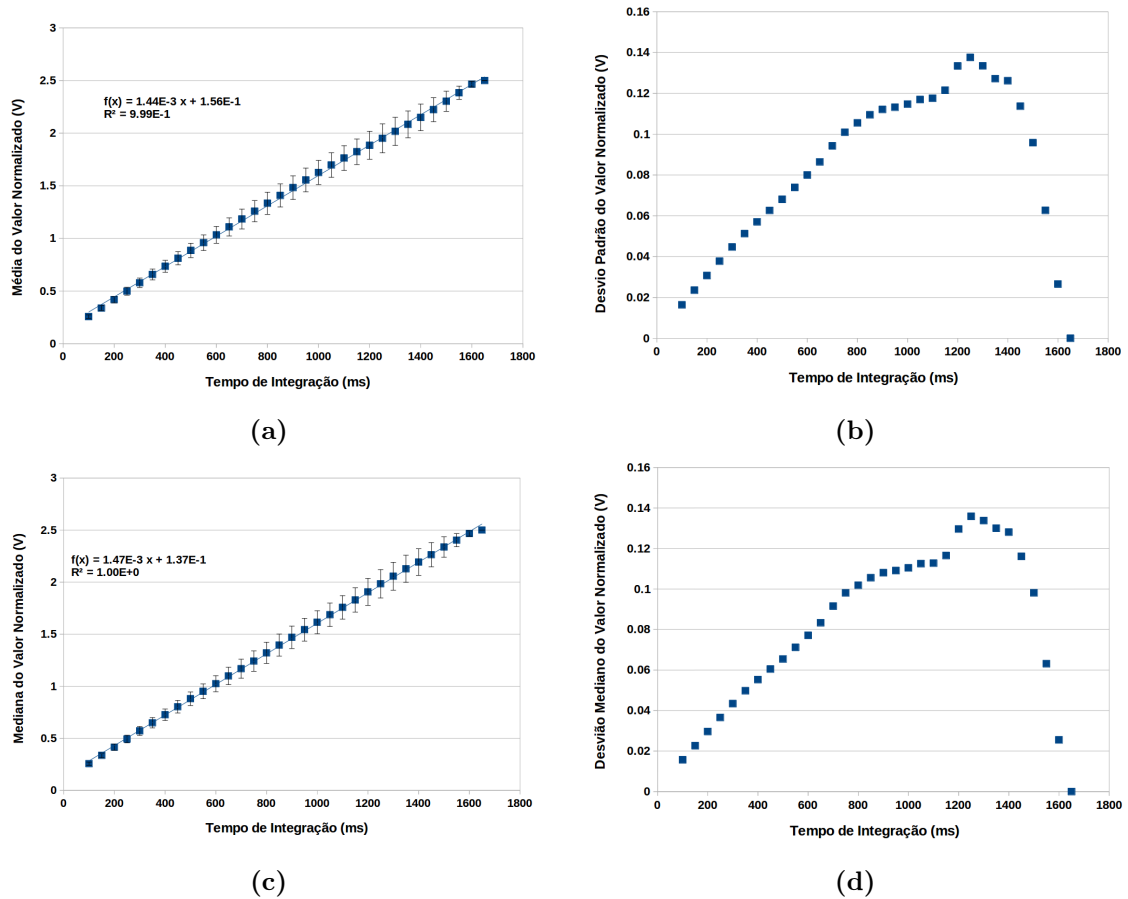 Média do Valor Normalizado (V)
3
2.5
2
1.5
1
0.5
0
f(x) = 1.44E-3 x + 1.56E-1
R² = 9.99E-1
0 200 400 600 800 1000 1200 1400 1600 1800
Tempo de Integração (ms)
(a)
Desvio Padrão do Valor Normalizado (V)
0.16
0.14
0.12
0.1
0.08
0.06
0.04
0.02
0
0 200 400 600 800 1000 1200 1400 1600 1800
Tempo de Integração (ms)
(b)
Mediana do Valor Normalizado (V)
3
2.5
2
1.5
1
0.5
0
f(x) = 1.47E-3 x + 1.37E-1
R² = 1.00E+0
0 200 400 600 800 1000 1200 1400 1600 1800
Tempo de Integração (ms)
(c)
Desvião Mediano do Valor Normalizado (V)
0.16
0.14
0.12
0.1
0.08
0.06
0.04
0.02
0
0 200 400 600 800 1000 1200 1400 1600 1800
Tempo de Integração (ms)
(d)